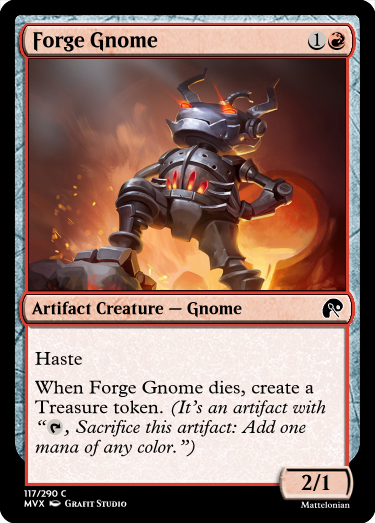 Forge Gnome 1
Artifact Creature — Gnome
Haste
When Forge Gnome dies, create a
Treasure token. (It's an artifact with
“, Sacrifice this artifact: Add one
mana of any color.”)
2/1
117/290 C
MVX Grafit Studio
Mattelonian